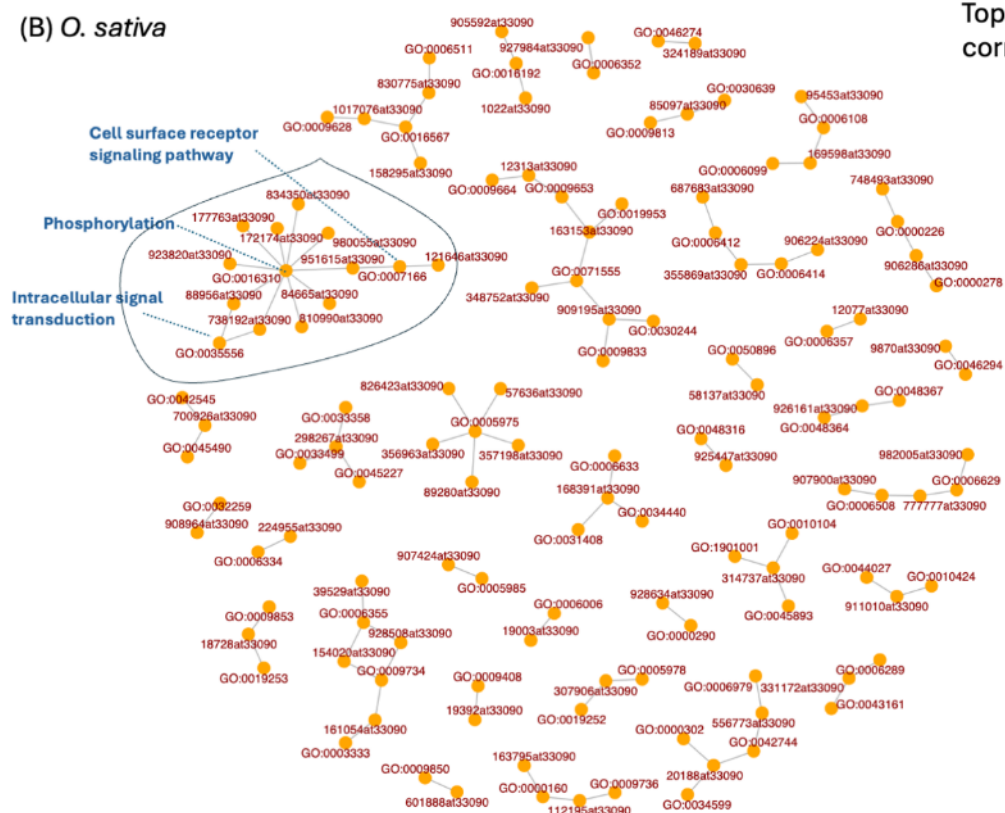 (B) O. sativa
Top
corr
905592at33090
927984at33090
GO:0046274
324189at33090
GO:0006511
GO:0016192
GO:0006352
830775at33090
1022at33090
GO:0030639
85097at33090
GO:0009813
95453at33090
GO:0006108
1017076at33090
GO:0009628
GO:0016567
158295at33090
Cell surface receptor
signaling pathway
12313at33090
GO:0009664
GO:0009653
GO:0019953
163153at33090
GO:0006099
169598at33090
687683at33090
748493at33090
GO:0000226
906286at33090
GO:0000278
834350at33090
177763at33090
172174at33090
980055at33090
Phosphorylation
923820at33090
951615at33090
121646at33090
GO:0016310
GO:0007166
88956at33090
84665at33090
Intracellular signal
transduction
738192at33090
810990at33090
GO:0035556
GO:0071555
348752at33090
909195at33090
GO:0030244
GO:0009833
GO:0006412
906224at33090
355869at33090
GO:0006414
12077at33090
GO:0006357
9870at33090
GO:0046294
GO:0050896
58137at33090
GO:0048367
926161at33090
GO:0048364
GO:0042545
700926at33090
GO:0045490
GO:0033358
298267at33090
GO:0033499
GO:0045227
826423at33090
57636at33090
GO:0005975
356963at33090
357198at33090
89280at33090
GO:0048316
925447at33090
982005at33090
907900at33090
GO:0006629
GO:0006508
777777at33090
GO:0006633
168391at33090
GO:0034440
GO:0031408
GO:0032259
908964at33090
224955at33090
GO:0006334
907424at33090
GO:0005985
GO:0010104
GO:1901001
314737at33090
GO:0045893
GO:0044027
GO:0010424
911010at33090
39529at33090
GO:0006355
928508at33090
154020at33090
GO:0009734
161054at33090
GO:0003333
GO:0009853
18728at33090
GO:0019253
GO:0006006
19003at33090
928634at33090
GO:0000290
GO:0009408
19392at33090
GO:0005978
307906at33090
GO:0019252
GO:0006979
331172at33090
GO:0006289
GO:0043161
556773at33090
GO:0000302
GO:0042744
20188at33090
GO:0034599
GO:0009850
601888at33090
163795at33090
GO:0000160
GO:0009736
112195at33090